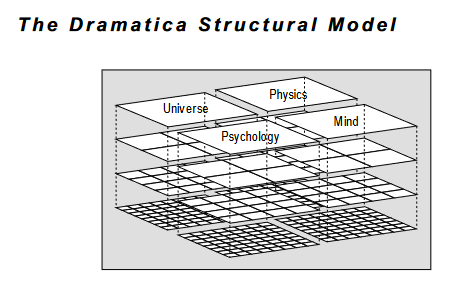 The Dramatica Structural Model
Physics
Universe
Mind
Psychology